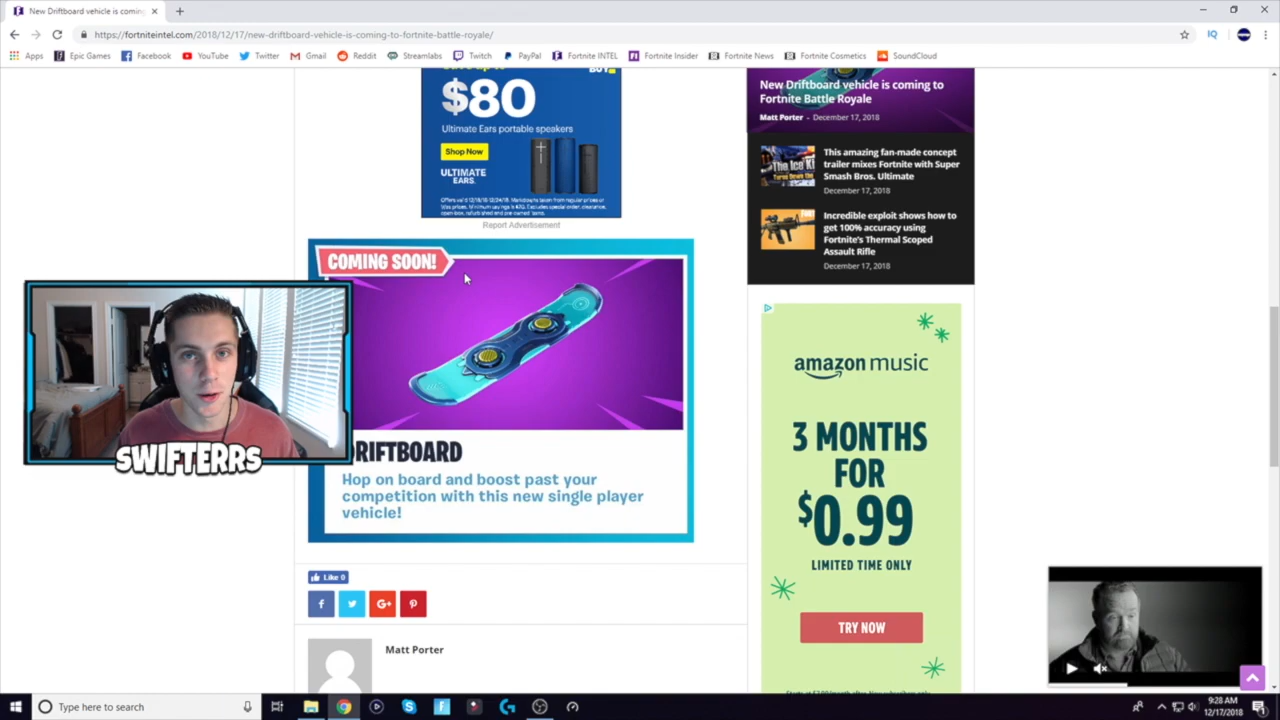 New Driftboard vehicle is coming
https://fortniteintel.com/2018/12/17/new-driftboard-vehicle-is-coming-to-fortnite-battle-royale/
Apps Epic Games Facebook YouTube Twitter Gmail Reddit Streamlabs Twitch PayPal Fortnite INTEL Fortnite Insider Fortnite News Fortnite Cosmetics SoundCloud
$80
Ultimate Ears portable speakers
Shop Now
ULTIMATE
EARS.
Report Advertisement
COMING SOON!
DRIFTBOARD
Hop on board and boost past your
competition with this new single player
vehicle!
SWIFTERRS
Like 0
Matt Porter
New Driftboard vehicle is coming to
Fortnite Battle Royale
Matt Porter - December 17, 2018
This amazing fan-made concept
trailer mixes Fortnite with Super
Smash Bros. Ultimate
December 17, 2018
Incredible exploit shows how to
get 100% accuracy using
Fortnite's Thermal Scoped
Assault Rifle
December 17, 2018
amazon music
3 MONTHS
FOR
$0.99
LIMITED TIME ONLY
TRY NOW
Type here to search
9:28 AM
12/17/2018